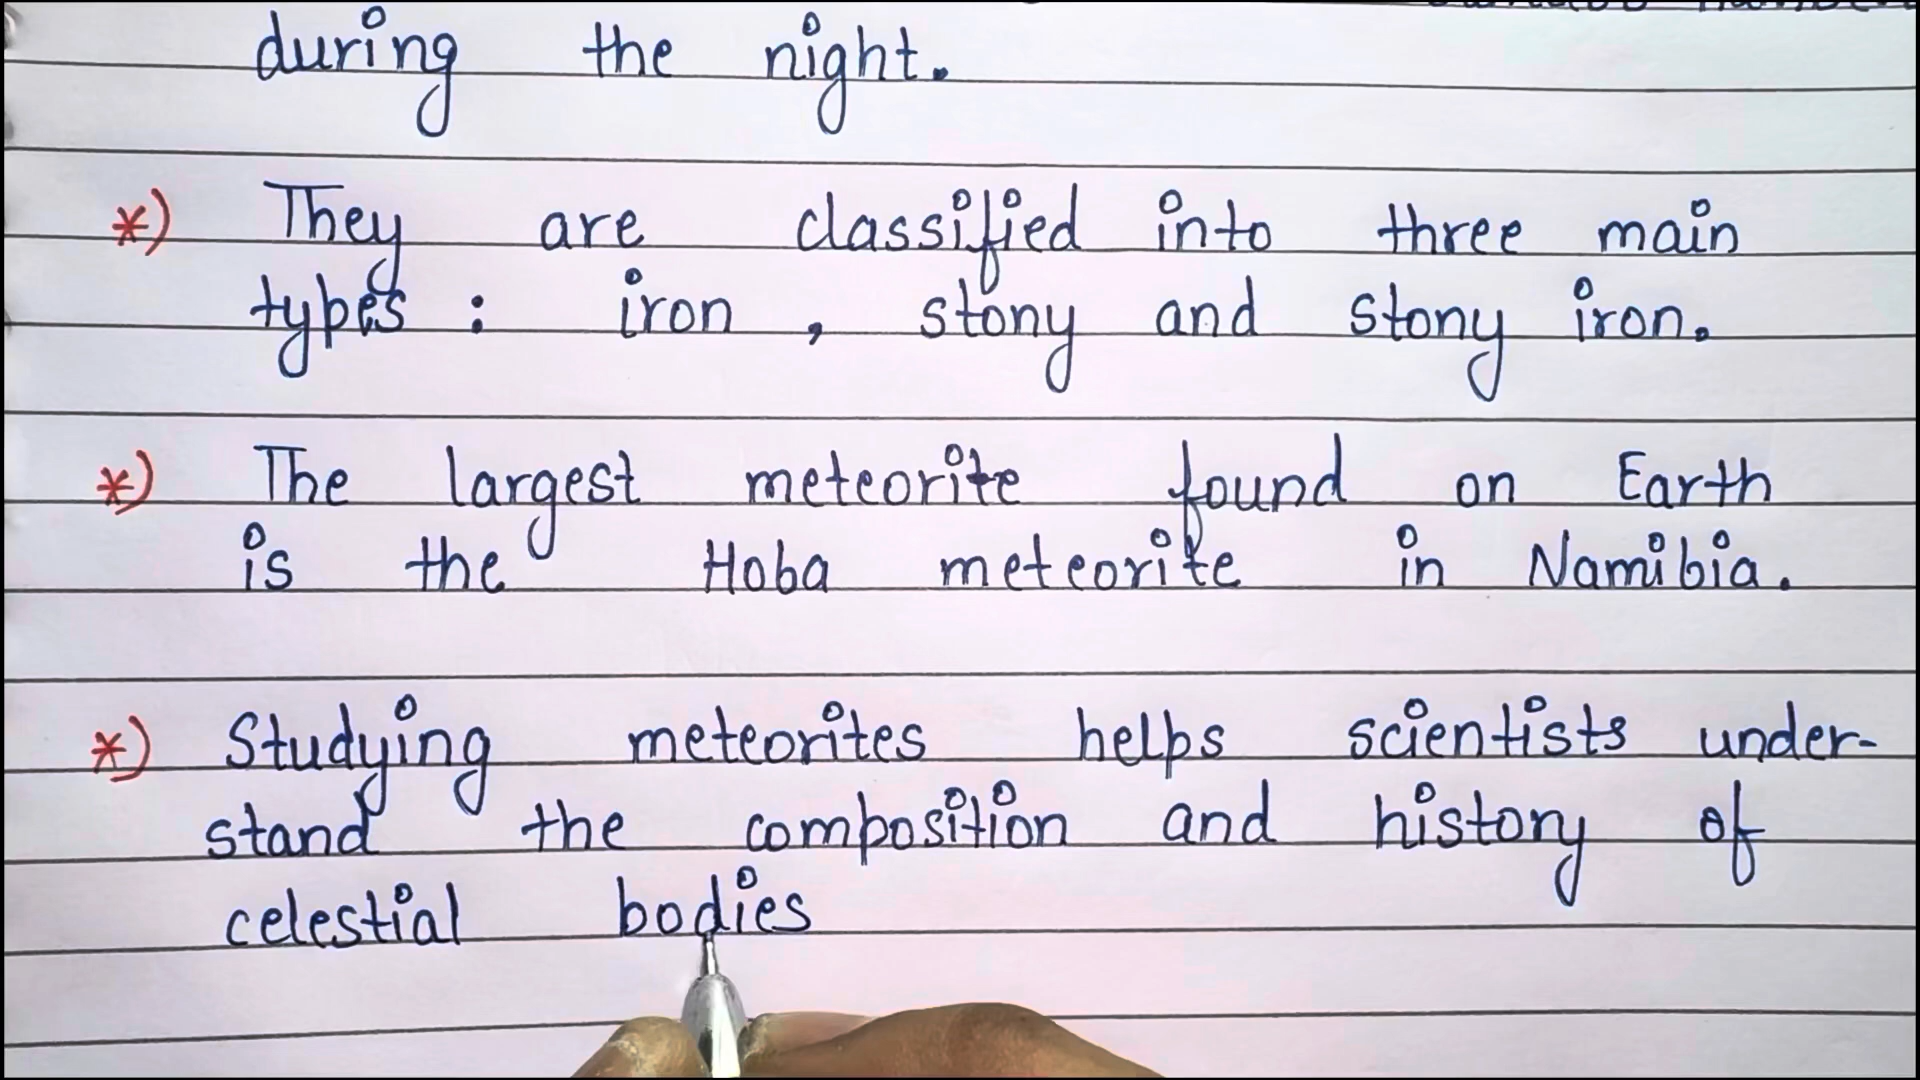 during the night.
*) They are classified into three main
types : iron , stony and stony iron.
*) The largest meteorite found on Earth
is the Hoba meteorite in Namibia.
*) Studying meteorites helps scientists under-
stand the composition and history of
celestial bodies